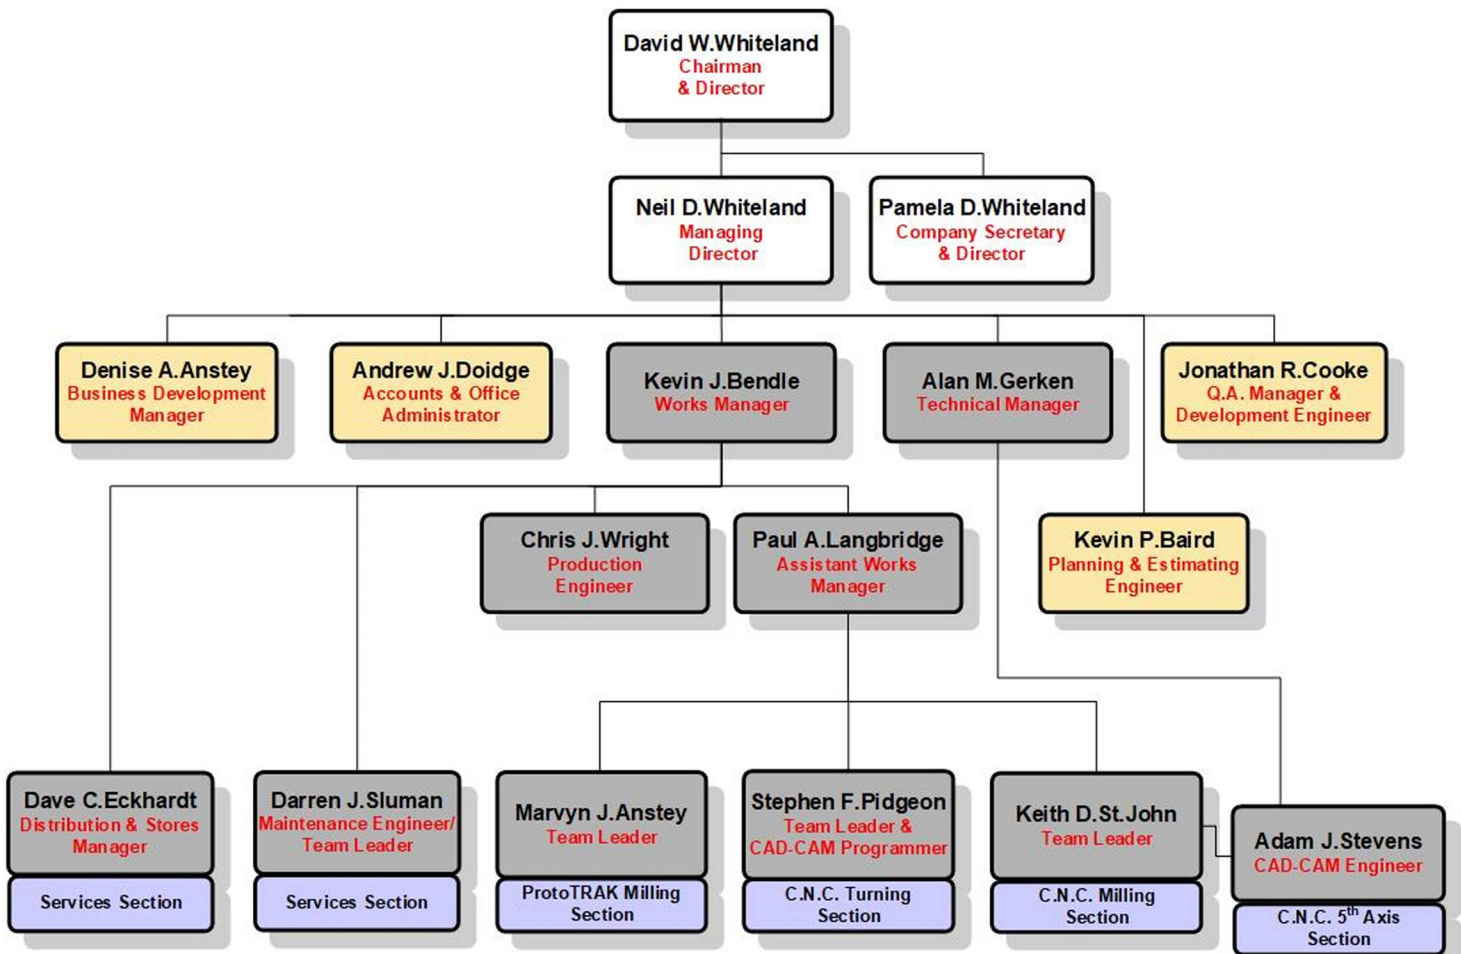 David W.Whiteland
Chairman
& Director
Neil D.Whiteland
Managing
Director
Pamela D.Whiteland
Company Secretary
& Director
Denise A.Anstey
Business Development
Manager
Andrew J.Doidge
Accounts & Office
Administrator
Kevin J.Bendle
Works Manager
Alan M.Gerken
Technical Manager
Jonathan R.Cooke
Q.A. Manager &
Development Engineer
Chris J.Wright
Production
Engineer
Paul A.Langbridge
Assistant Works
Manager
Kevin P.Baird
Planning & Estimating
Engineer
Dave C.Eckhardt
Distribution & Stores
Manager
Services Section
Darren J.Sluman
Maintenance Engineer/
Team Leader
Services Section
Marvyn J.Anstey
Team Leader
ProtoTRAK Milling
Section
Stephen F.Pidgeon
Team Leader &
CAD-CAM Programmer
C.N.C. Turning
Section
Keith D.St.John
Team Leader
C.N.C. Milling
Section
Adam J.Stevens
CAD-CAM Engineer
C.N.C. 5th Axis
Section